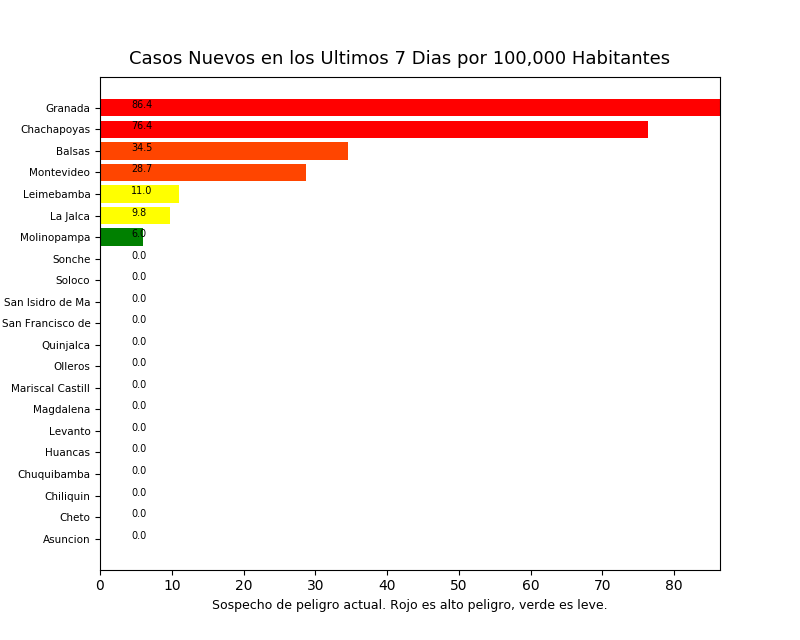 Casos Nuevos en los Ultimos 7 Dias por 100,000 Habitantes
Granada 86.4
Chachapoyas 76.4
Balsas 34.5
Montevideo 28.7
Leimebamba 11.0
La Jalca 9.8
Molinopampa 6.0
Sonche 0.0
Soloco 0.0
San Isidro de Ma 0.0
San Francisco de 0.0
Quinjalca 0.0
Olleros 0.0
Mariscal Castill 0.0
Magdalena 0.0
Levanto 0.0
Huancas 0.0
Chuquibamba 0.0
Chiliquin 0.0
Cheto 0.0
Asuncion 0.0
0 10 20 30 40 50 60 70 80
Sospecho de peligro actual. Rojo es alto peligro, verde es leve.